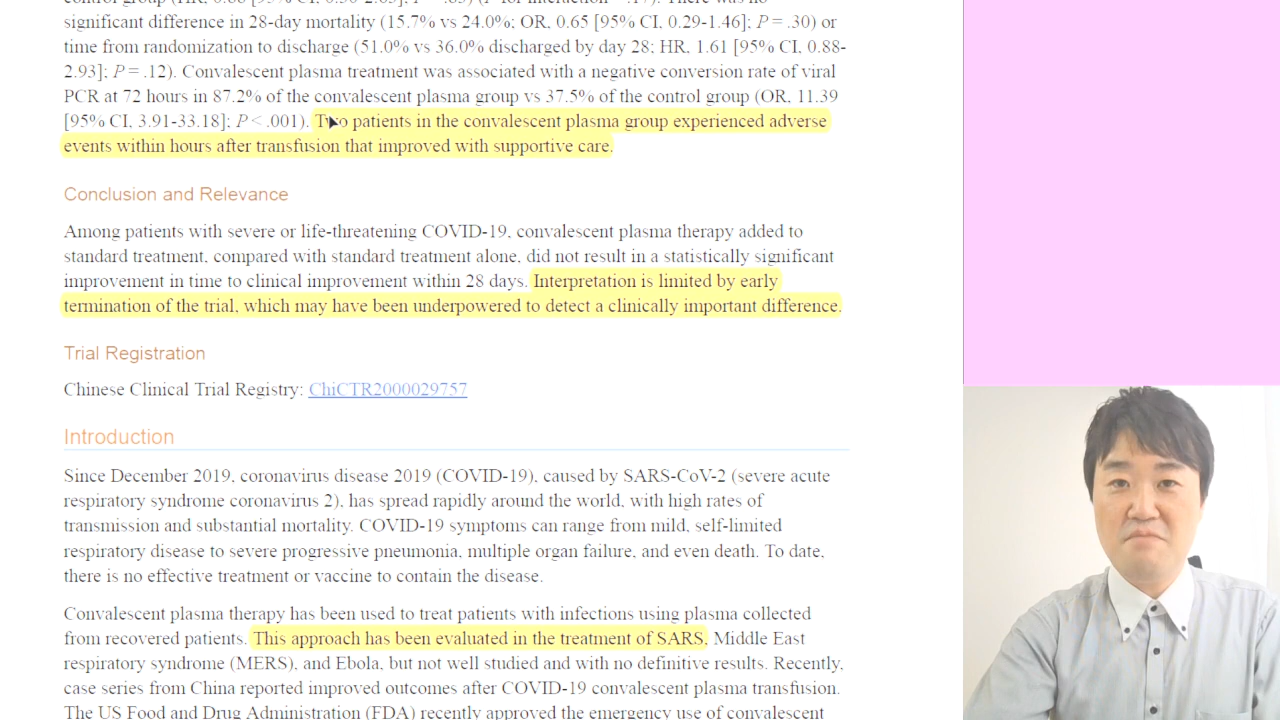 significant difference in 28-day mortality (15.7% vs 24.0%; OR, 0.65 [95% CI, 0.29-1.46]; P = .30) or
time from randomization to discharge (51.0% vs 36.0% discharged by day 28; HR, 1.61 [95% CI, 0.88-
2.93]; P = .12). Convalescent plasma treatment was associated with a negative conversion rate of viral
PCR at 72 hours in 87.2% of the convalescent plasma group vs 37.5% of the control group (OR, 11.39
[95% CI, 3.91-33.18]; P < .001). Two patients in the convalescent plasma group experienced adverse
events within hours after transfusion that improved with supportive care.
Conclusion and Relevance
Among patients with severe or life-threatening COVID-19, convalescent plasma therapy added to
standard treatment, compared with standard treatment alone, did not result in a statistically significant
improvement in time to clinical improvement within 28 days. Interpretation is limited by early
termination of the trial, which may have been underpowered to detect a clinically important difference.
Trial Registration
Chinese Clinical Trial Registry: ChiCTR2000029757
Introduction
Since December 2019, coronavirus disease 2019 (COVID-19), caused by SARS-CoV-2 (severe acute
respiratory syndrome coronavirus 2), has spread rapidly around the world, with high rates of
transmission and substantial mortality. COVID-19 symptoms can range from mild, self-limited
respiratory disease to severe progressive pneumonia, multiple organ failure, and even death. To date,
there is no effective treatment or vaccine to contain the disease.
Convalescent plasma therapy has been used to treat patients with infections using plasma collected
from recovered patients. This approach has been evaluated in the treatment of SARS, Middle East
respiratory syndrome (MERS), and Ebola, but not well studied and with no definitive results. Recently,
case series from China reported improved outcomes after COVID-19 convalescent plasma transfusion.
The US Food and Drug Administration (FDA) recently approved the emergency use of convalescent